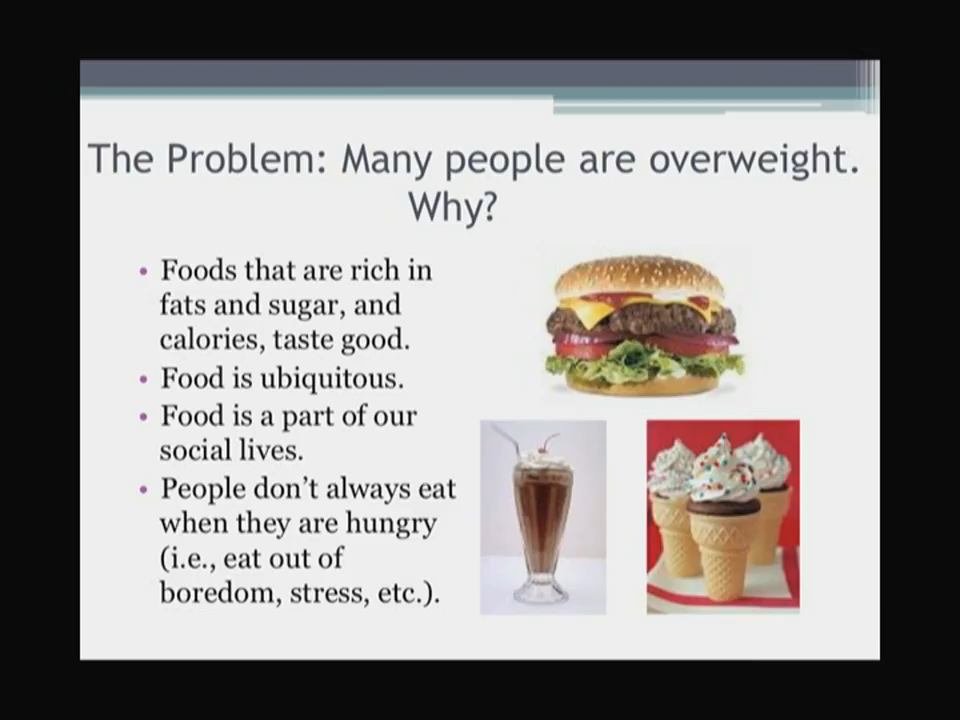 The Problem: Many people are overweight.
Why?
• Foods that are rich in
fats and sugar, and
calories, taste good.
• Food is ubiquitous.
• Food is a part of our
social lives.
• People don’t always eat
when they are hungry
(i.e., eat out of
boredom, stress, etc.).